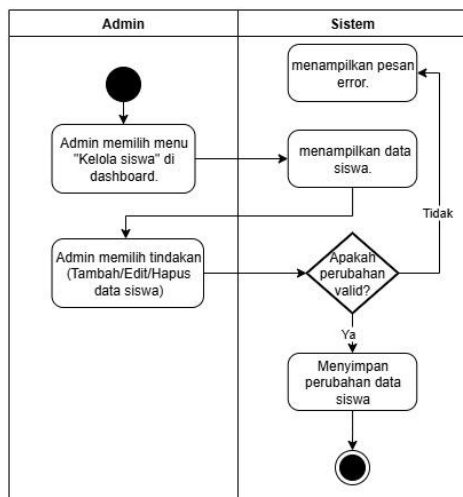 Admin
Sistem
menampilkan pesan
error.
Admin memilih menu
"Kelola siswa" di
dashboard.
menampilkan data
siswa.
Tidak
Admin memilih tindakan
(Tambah/Edit/Hapus
data siswa)
Apakah
perubahan
valid?
Ya
Menyimpan
perubahan data
siswa